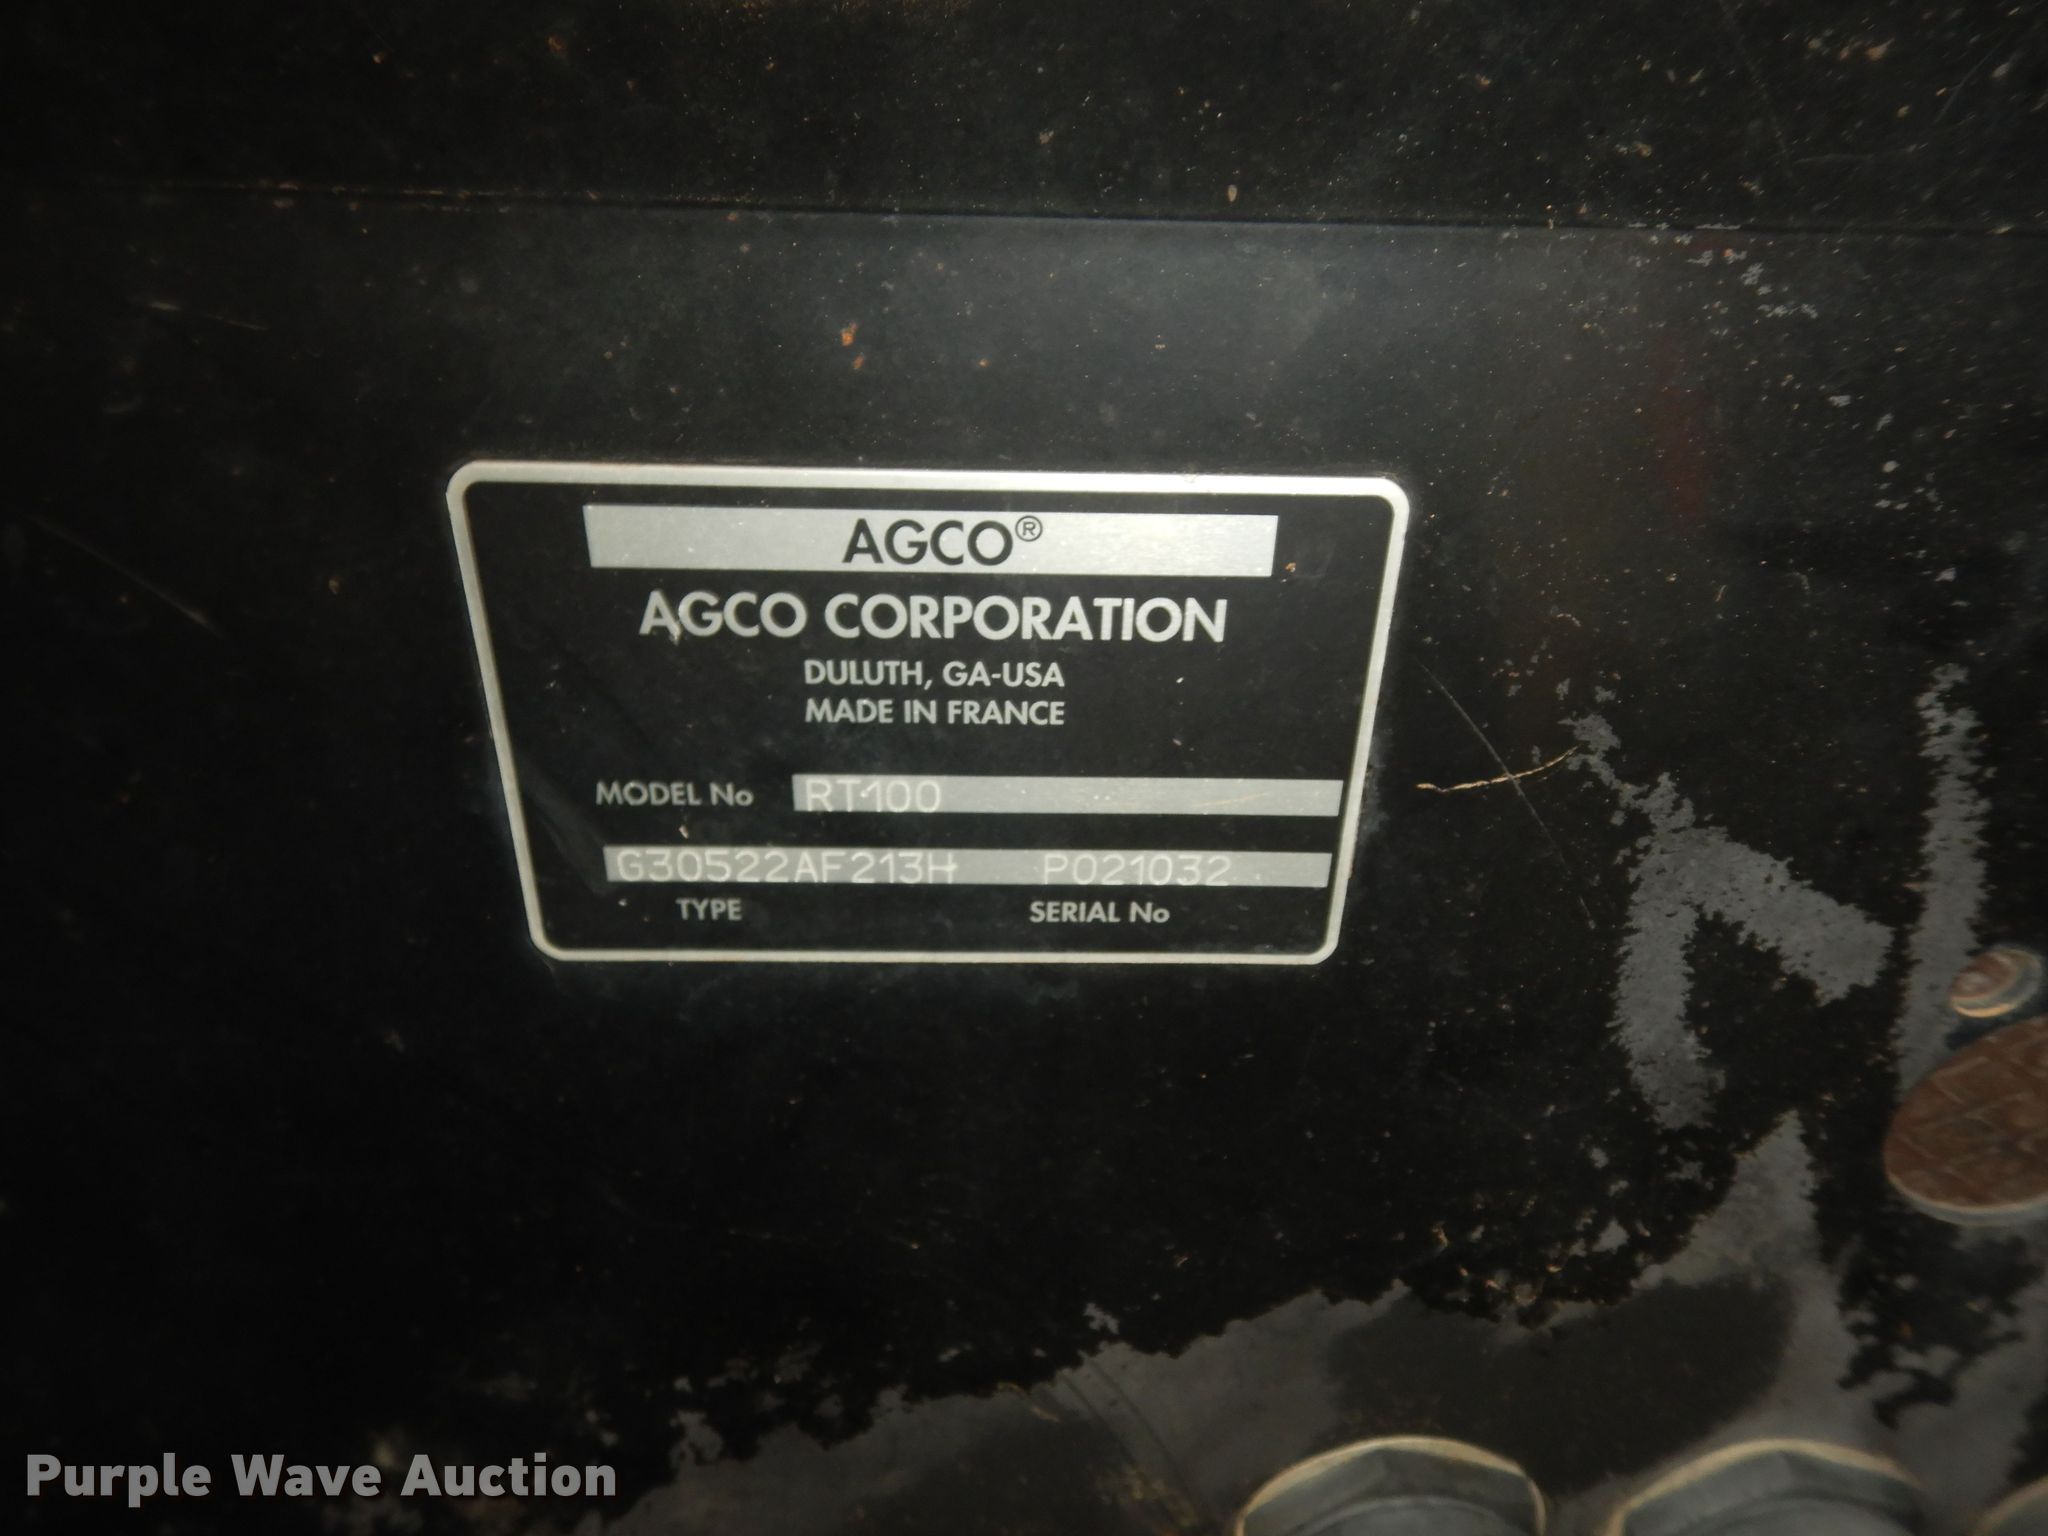 AGCO®
AGCO CORPORATION
DULUTH, GA-USA
MADE IN FRANCE
MODEL No RT100
G30522AF213H P021032
TYPE SERIAL No
Purple Wave Auction